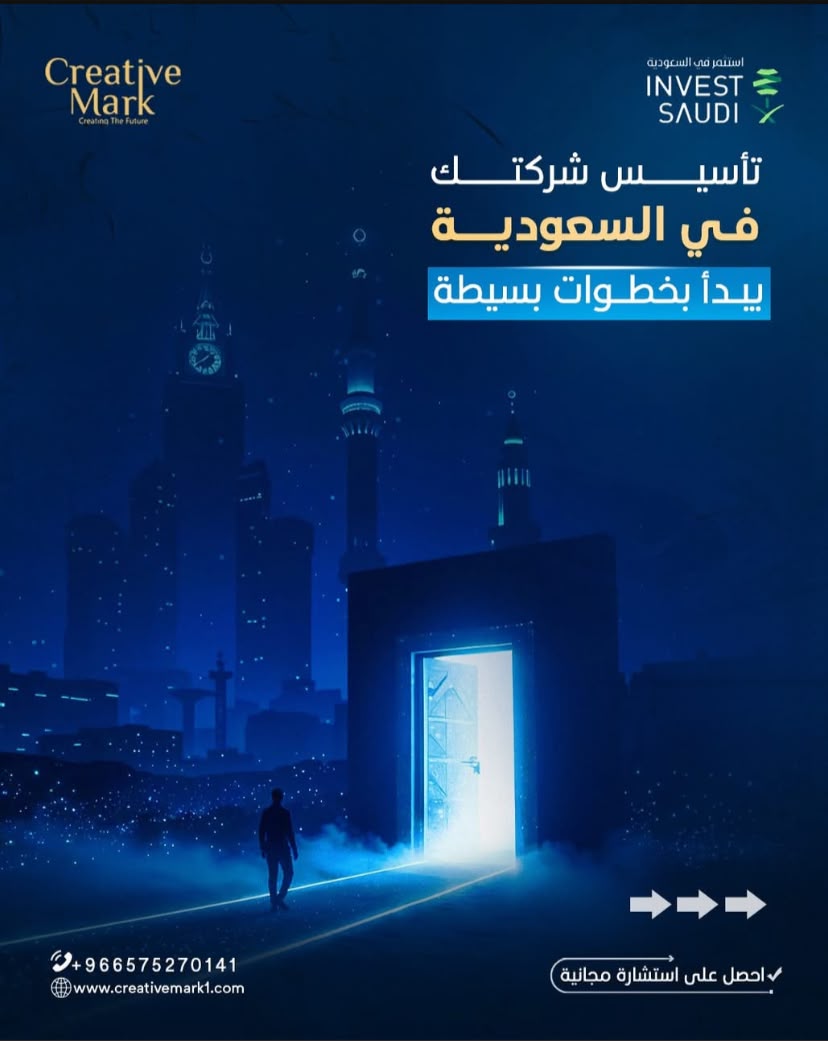 Creative
Mark
Creating The Future
استثمر في السعودية
INVEST
SAUDI
تأسيس شركتك
في السعودية
يبدأ بخطوات بسيطة
+966575270141
www.creativemark1.com
احصل على استشارة مجانية